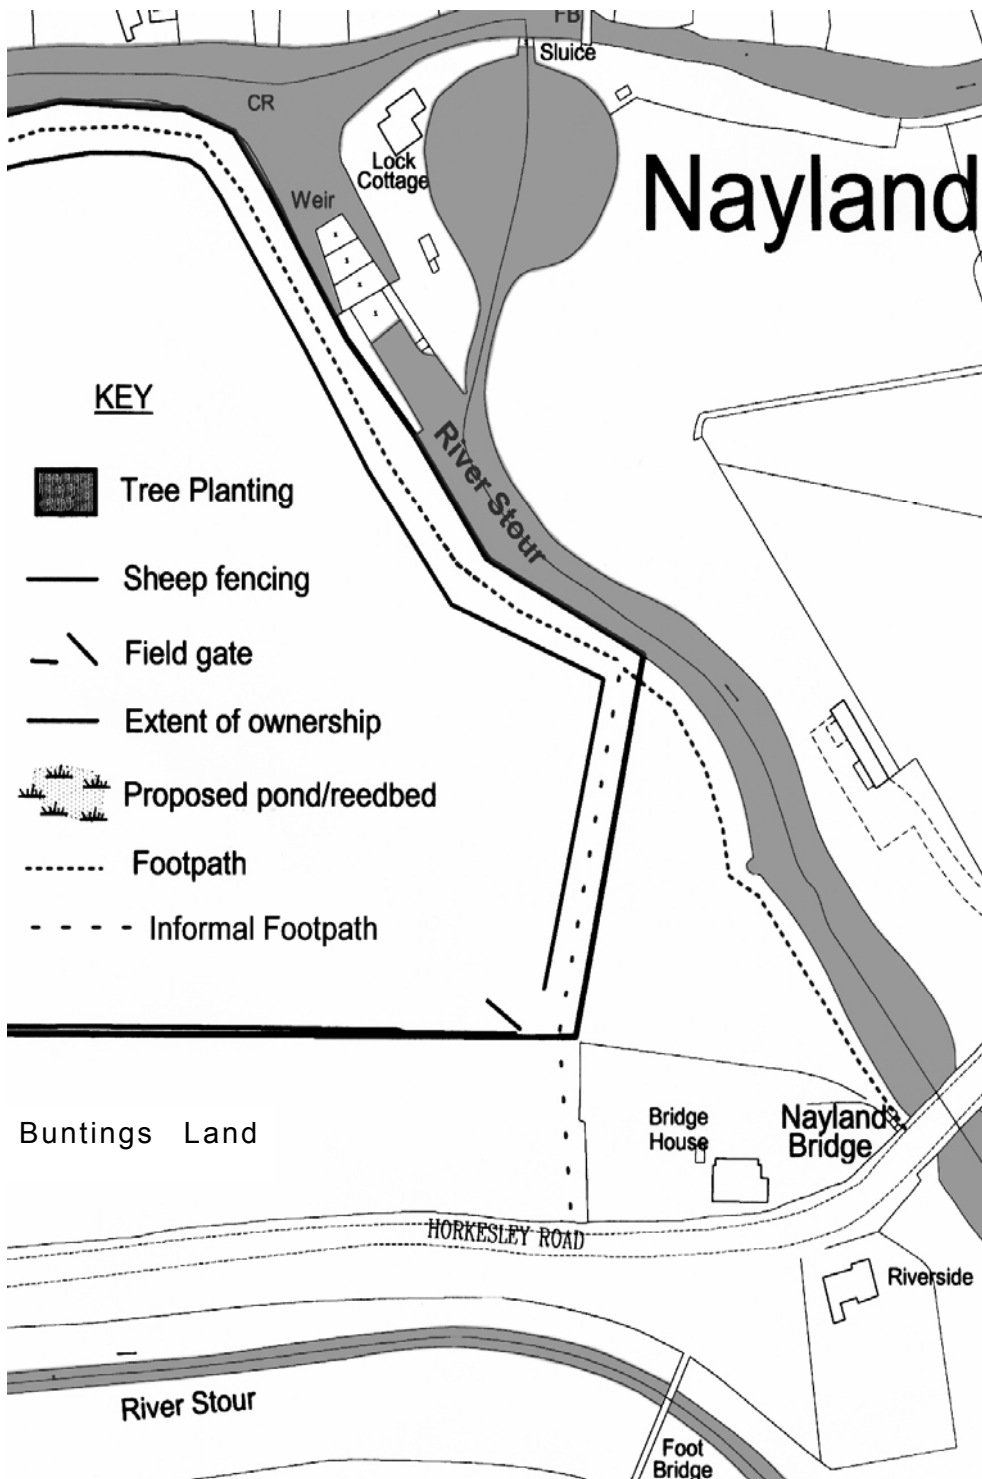 FB
Sluice
CR
Lock
Cottage
Nayland
Weir
KEY
River Stour
Tree Planting
Sheep fencing
Field gate
Extent of ownership
Proposed pond/reedbed
Footpath
Informal Footpath
Buntings Land
Bridge
House
Nayland
Bridge
HORKESLEY ROAD
Riverside
River Stour
Foot
Bridge